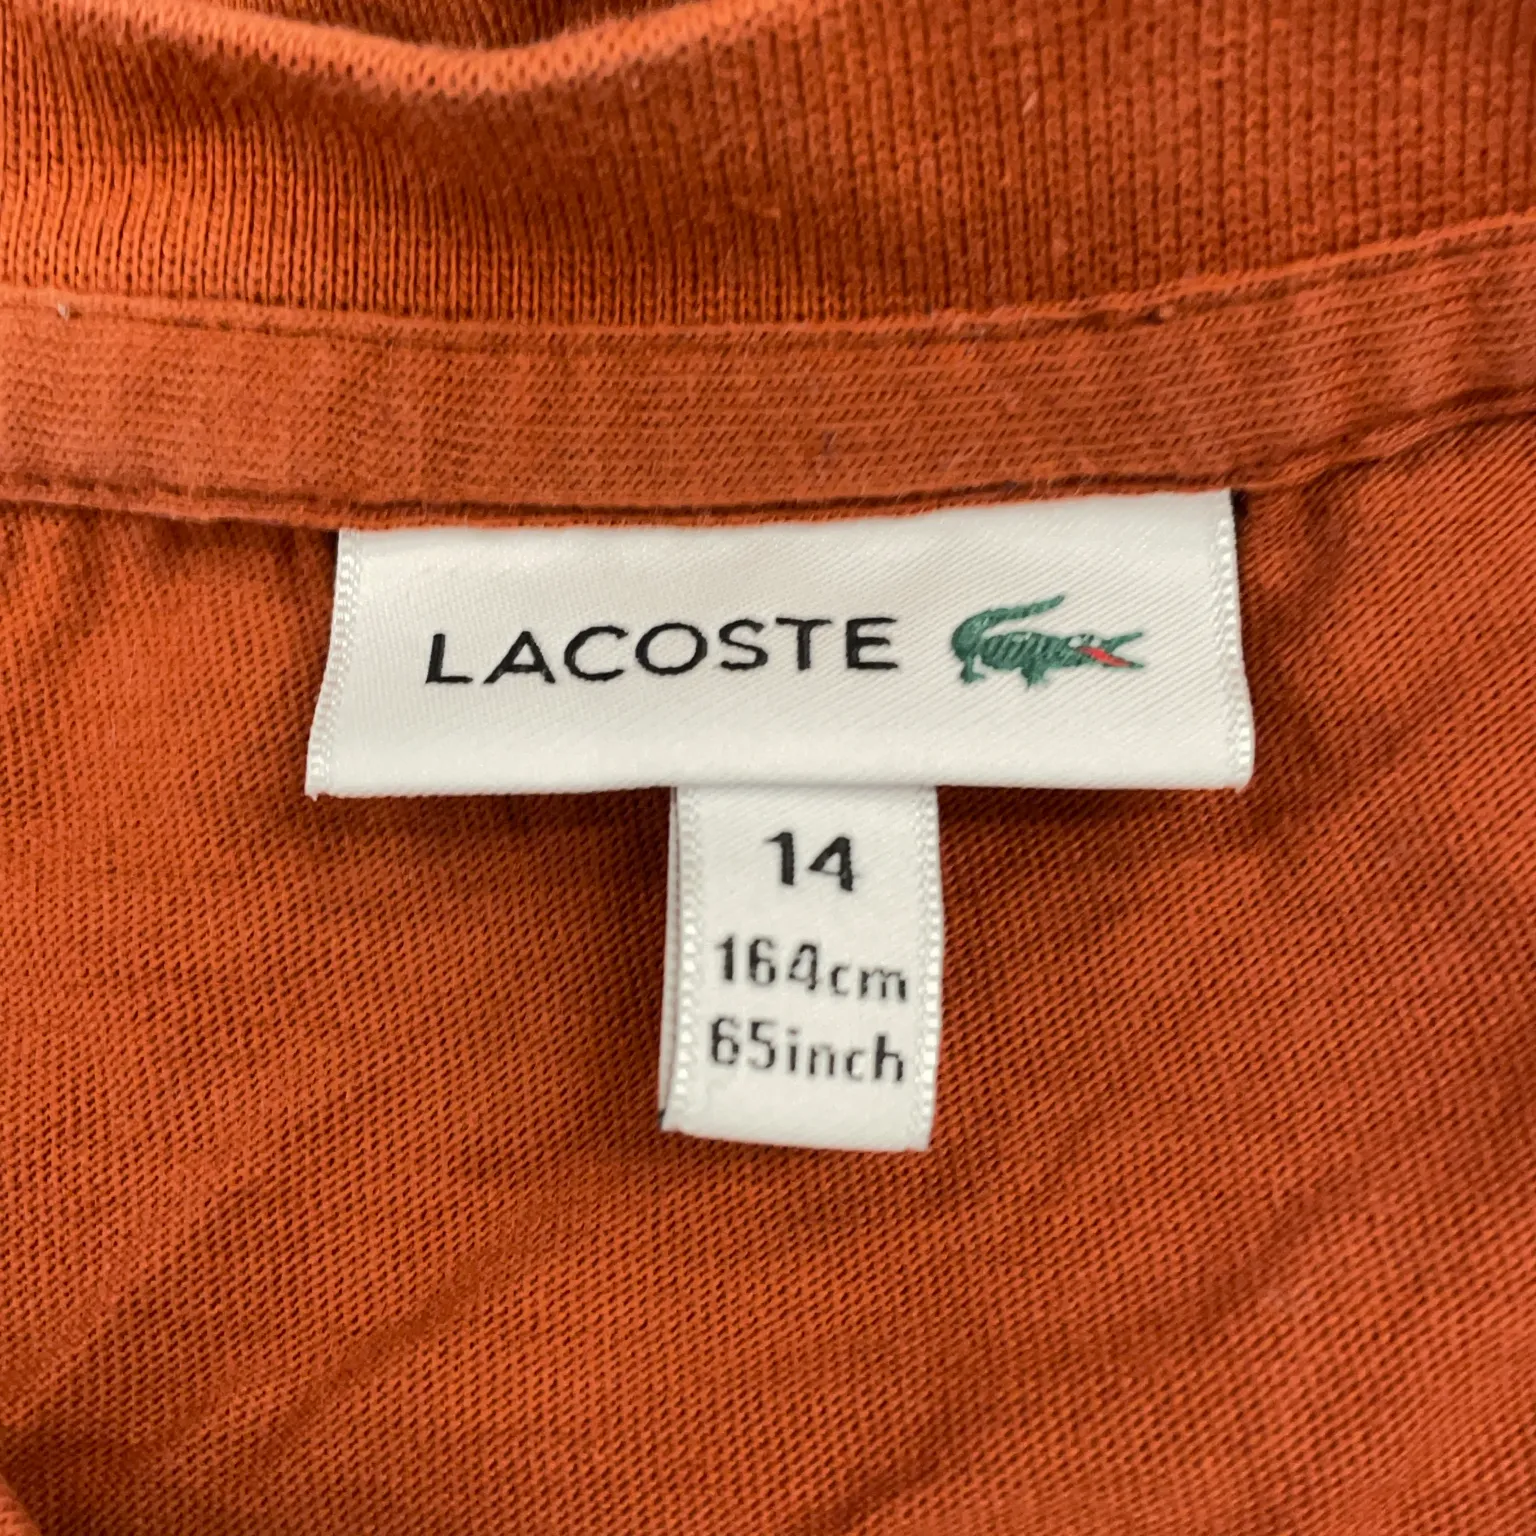 LACOSTE
14
164cm
65inch